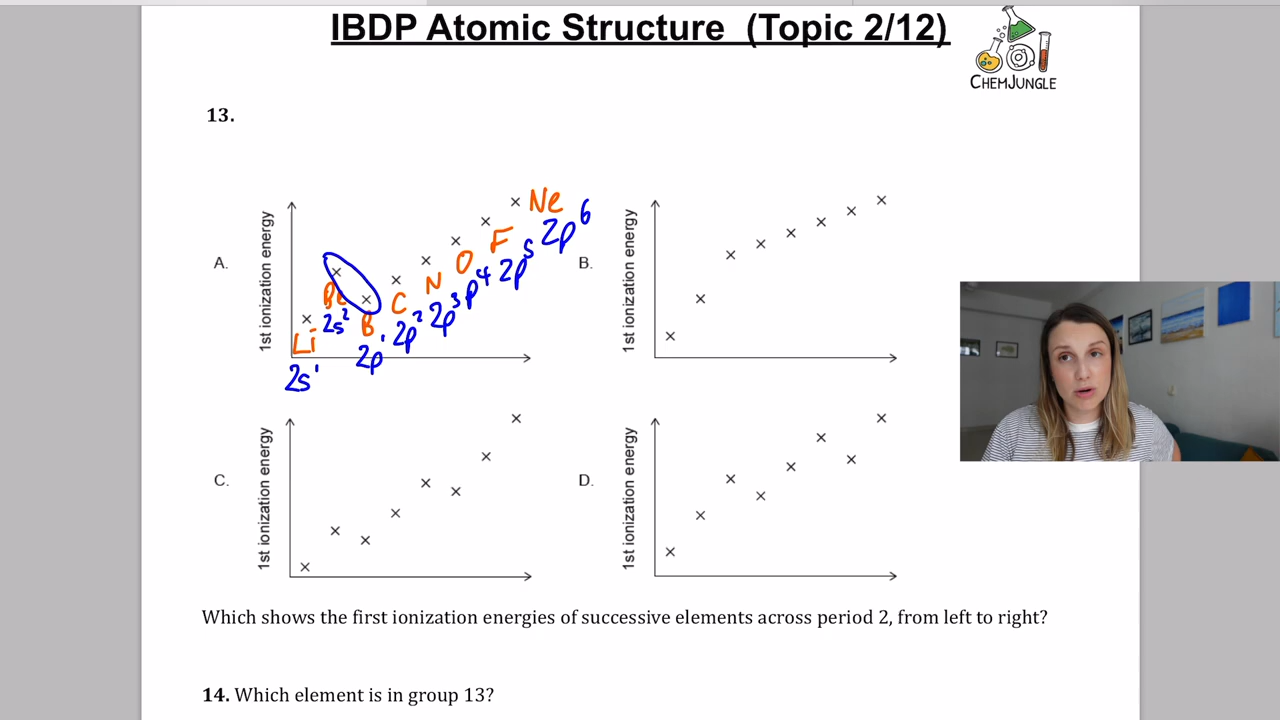 IBDP Atomic Structure (Topic 2/12)
CHEMJUNGLE
13.
A.
1st ionization energy
Li
2s¹
Be
2s²
B
2p¹
C
2p²
N
2p³
O
p⁴
F
2p⁵
Ne
2p⁶
B.
1st ionization energy
C.
1st ionization energy
D.
1st ionization energy
Which shows the first ionization energies of successive elements across period 2, from left to right?
14. Which element is in group 13?